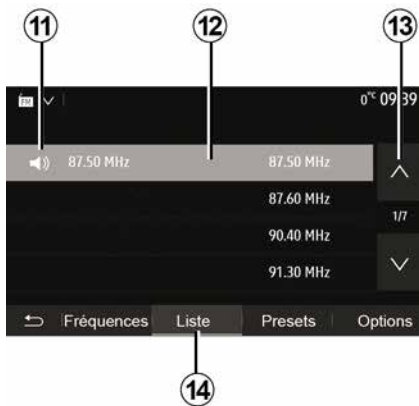 11 12 13
FM 0°C 09:39
87.50 MHz 87.50 MHz
87.60 MHz
1/7
90.40 MHz
91.30 MHz
Fréquences Liste Presets Options
14